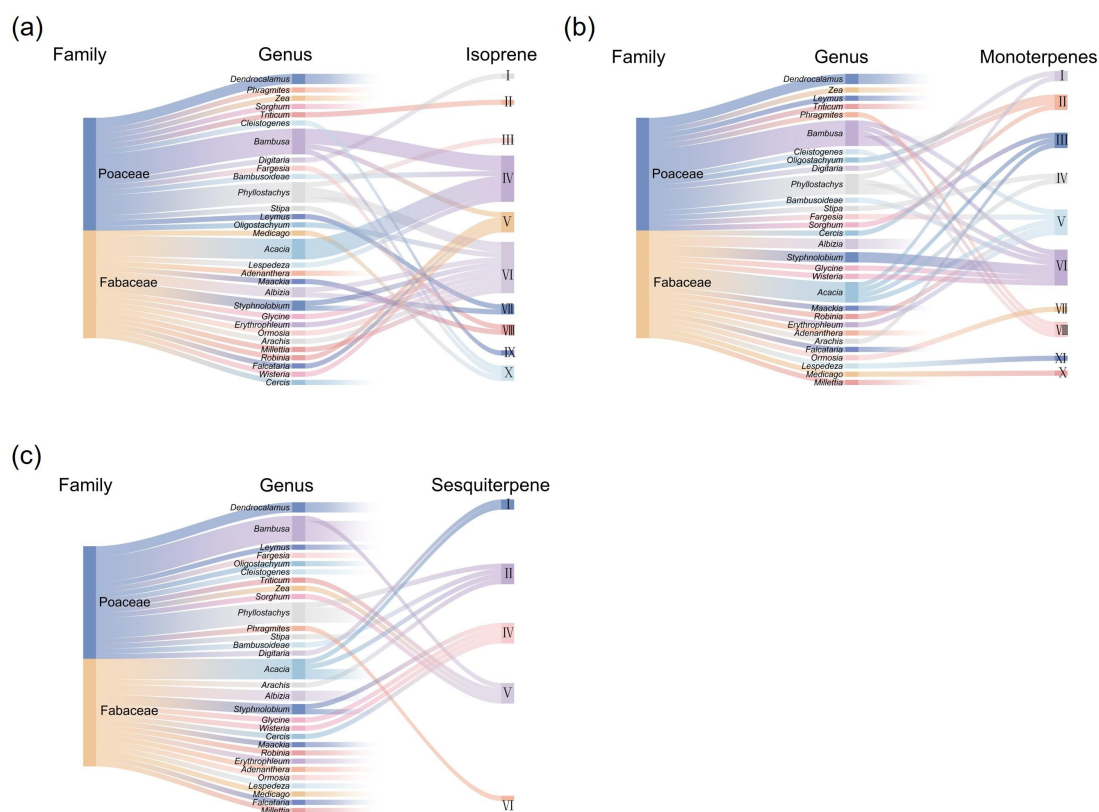 (a)
Family Genus Isoprene
Poaceae
Fabaceae
Dendrocalamus
Phragmites
Zea
Sorghum
Triticum
Cleistogenes
Bambusa
Digitaria
Fargesia
Bambusoideae
Phyllostachys
Stipa
Leymus
Oligostachyum
Medicago
Acacia
Lespedeza
Adenanthera
Maackia
Albizia
Styphnolobium
Glycine
Erythrophleum
Ormosia
Arachis
Millettia
Robinia
Falcataria
Wisteria
Cercis
I
II
III
IV
V
VI
VII
VIII
IX
X
(b)
Family Genus Monoterpenes
Poaceae
Fabaceae
Dendrocalamus
Zea
Leymus
Triticum
Phragmites
Bambusa
Cleistogenes
Oligostachyum
Digitaria
Phyllostachys
Bambusoideae
Stipa
Fargesia
Sorghum
Cercis
Albizia
Styphnolobium
Glycine
Wisteria
Acacia
Maackia
Robinia
Erythrophleum
Adenanthera
Arachis
Falcataria
Ormosia
Lespedeza
Medicago
Millettia
I
II
III
IV
V
VI
VII
VIII
XI
X
(c)
Family Genus Sesquiterpene
Poaceae
Fabaceae
Dendrocalamus
Bambusa
Leymus
Fargesia
Oligostachyum
Cleistogenes
Triticum
Zea
Sorghum
Phyllostachys
Phragmites
Stipa
Bambusoideae
Digitaria
Acacia
Arachis
Albizia
Styphnolobium
Glycine
Wisteria
Cercis
Maackia
Robinia
Erythrophleum
Adenanthera
Ormosia
Lespedeza
Medicago
Falcataria
Millettia
I
II
IV
V
VI